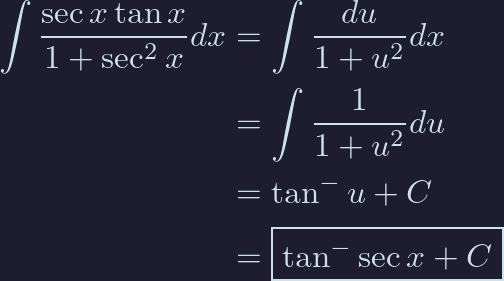 ∫ sec x tan x / (1 + sec² x) dx = ∫ du / (1 + u²) dx
= ∫ 1 / (1 + u²) du
= tan⁻ u + C
= tan⁻ sec x + C